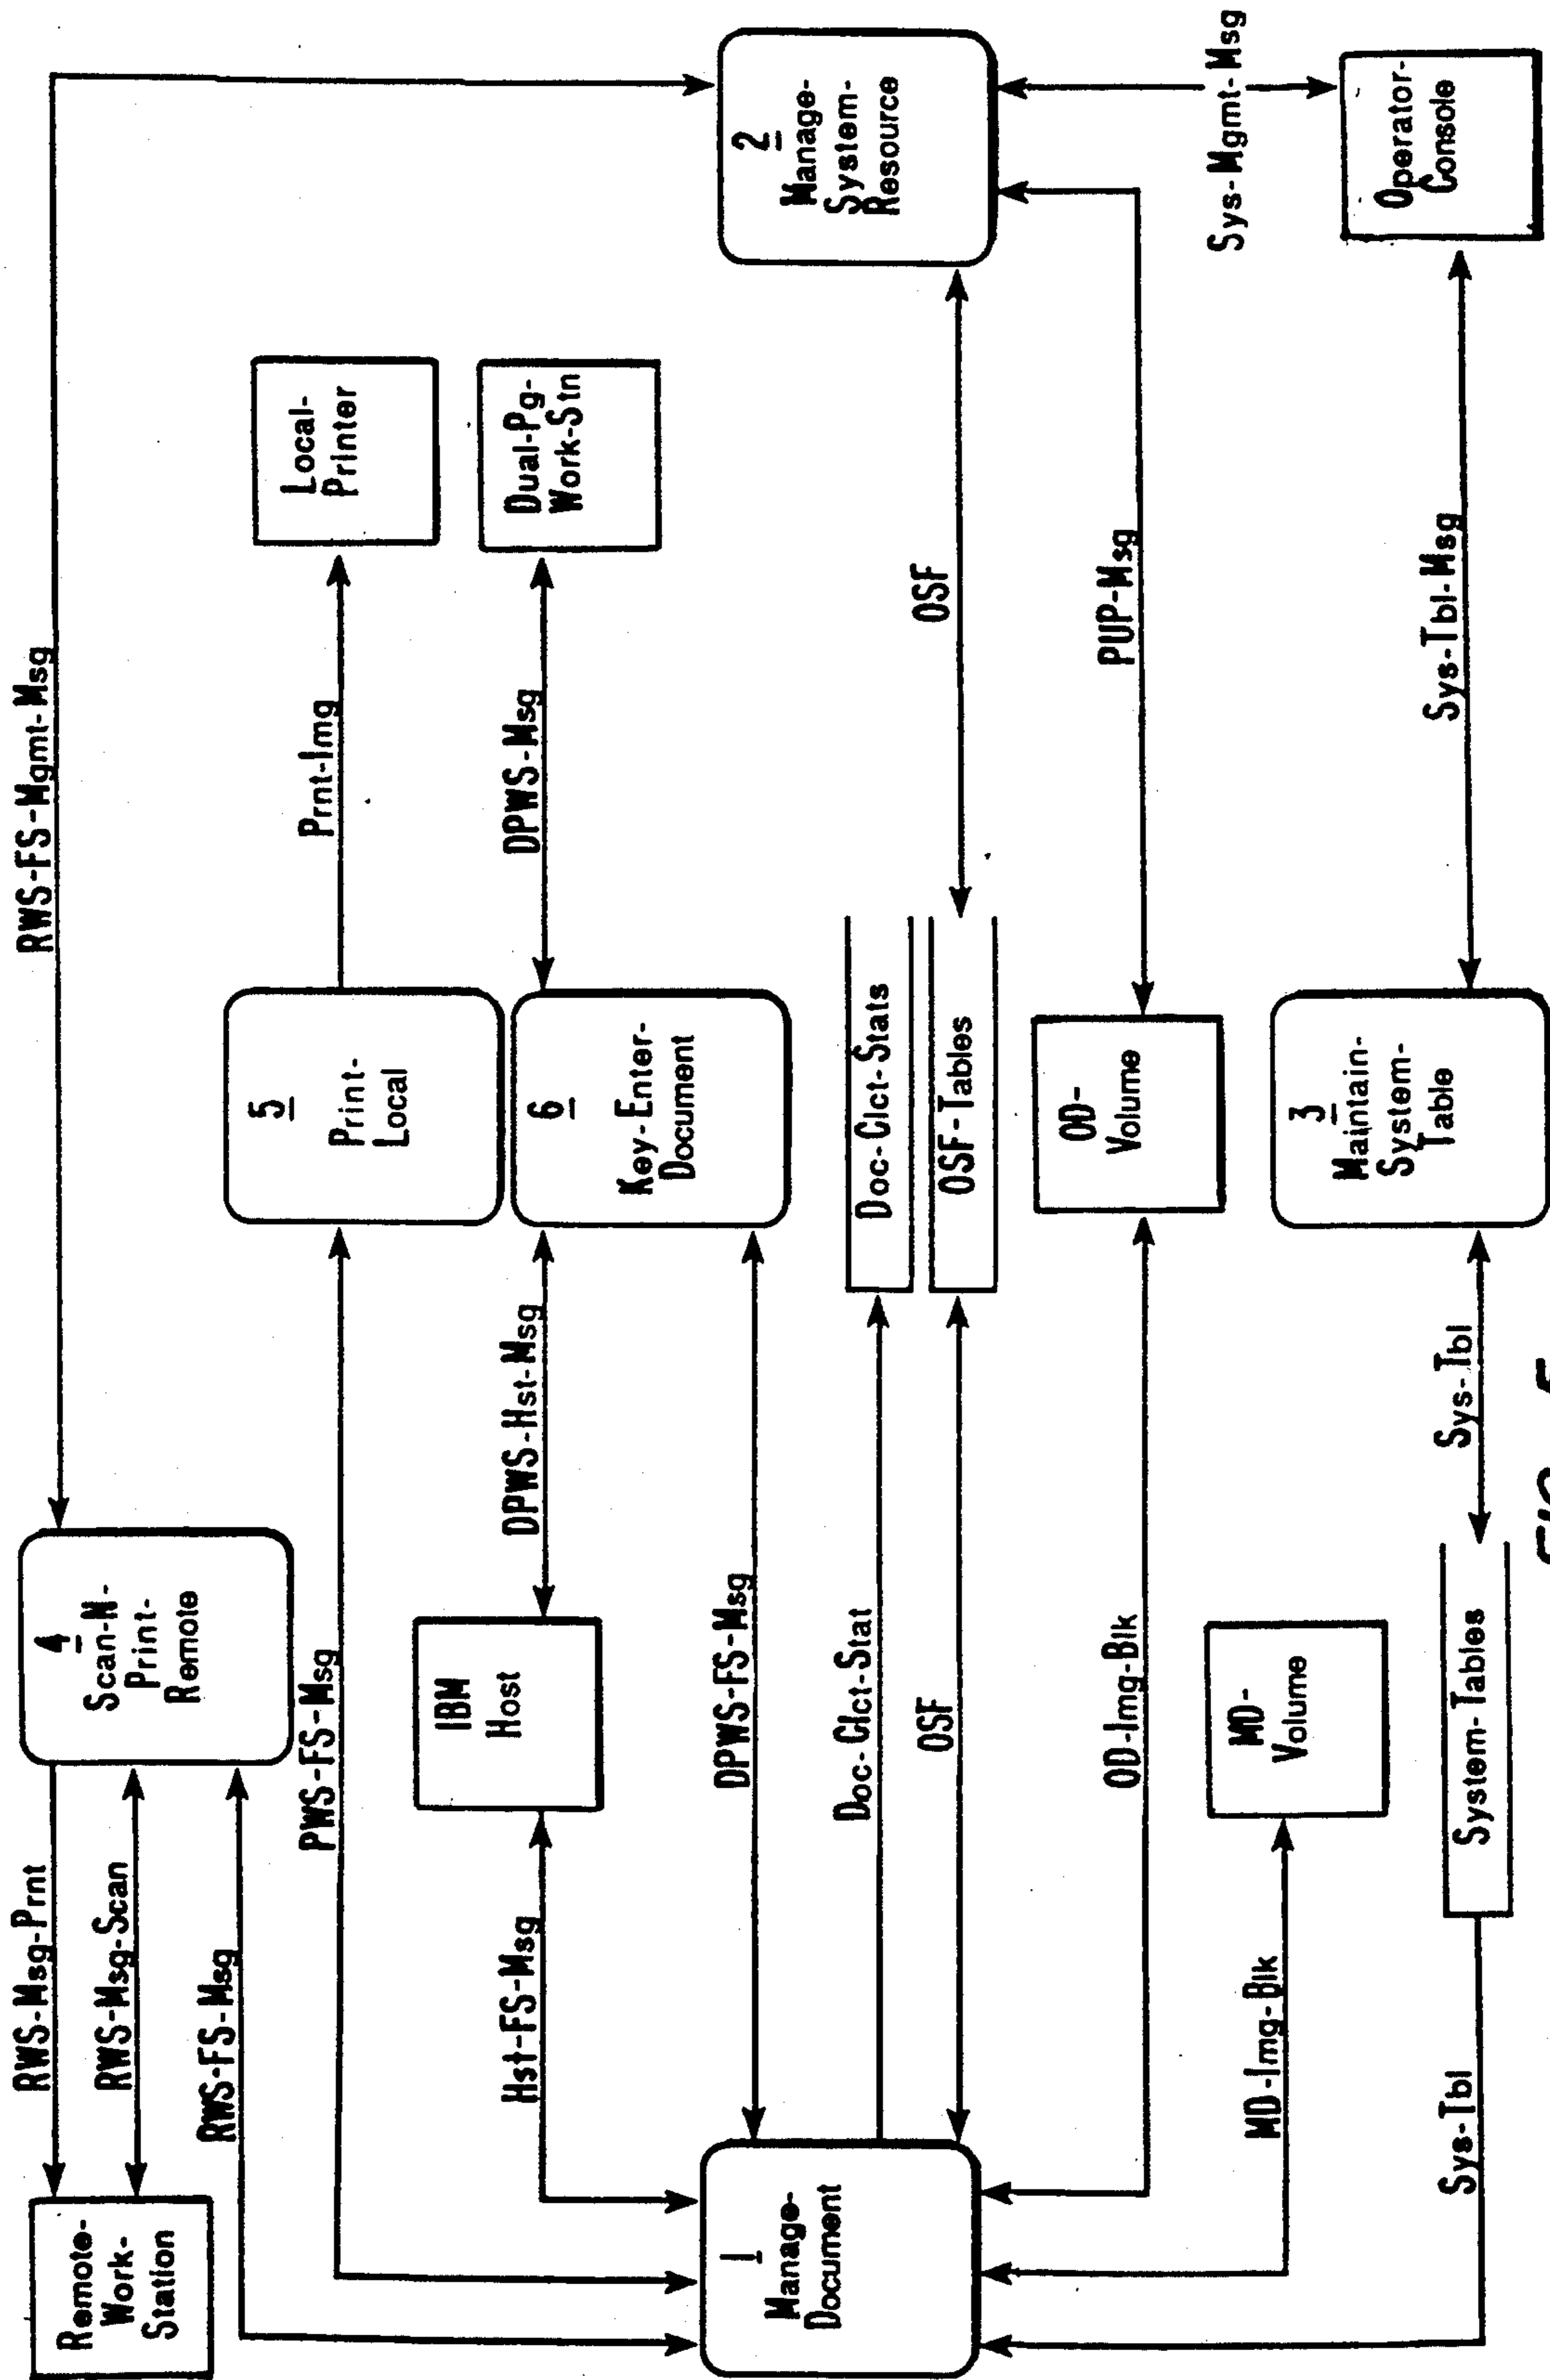 RWS-FS-Mgmt-Msg
Remote-
Work-
Station
RWS-Msg-Prnt
RWS-Msg-Scan
RWS-FS-Msg
4
Scan-N-
Print-
Remote
PWS-FS-Msg
5
Print-
Local
Prnt-Img
Local-
Printer
Hst-FS-Msg
IBM
Host
DPWS-Hst-Msg
6
Key-Enter-
Document
DPWS-Msg
Dual-Pg-
Work-Stn
DPWS-FS-Msg
1
Manage-
Document
2
Manage-
System-
Resource
Doc-Clct-Stat
Doc-Clct-Stats
OSF
OSF-Tables
OSF
OD-Img-Blk
OD-
Volume
PUP-Msg
MD-Img-Blk
MD-
Volume
Sys-Mgmt-Msg
Sys-Tbl
System-Tables
Sys-Tbl
3
Maintain-
System-
Table
Sys-Tbl-Msg
Operator-
Console